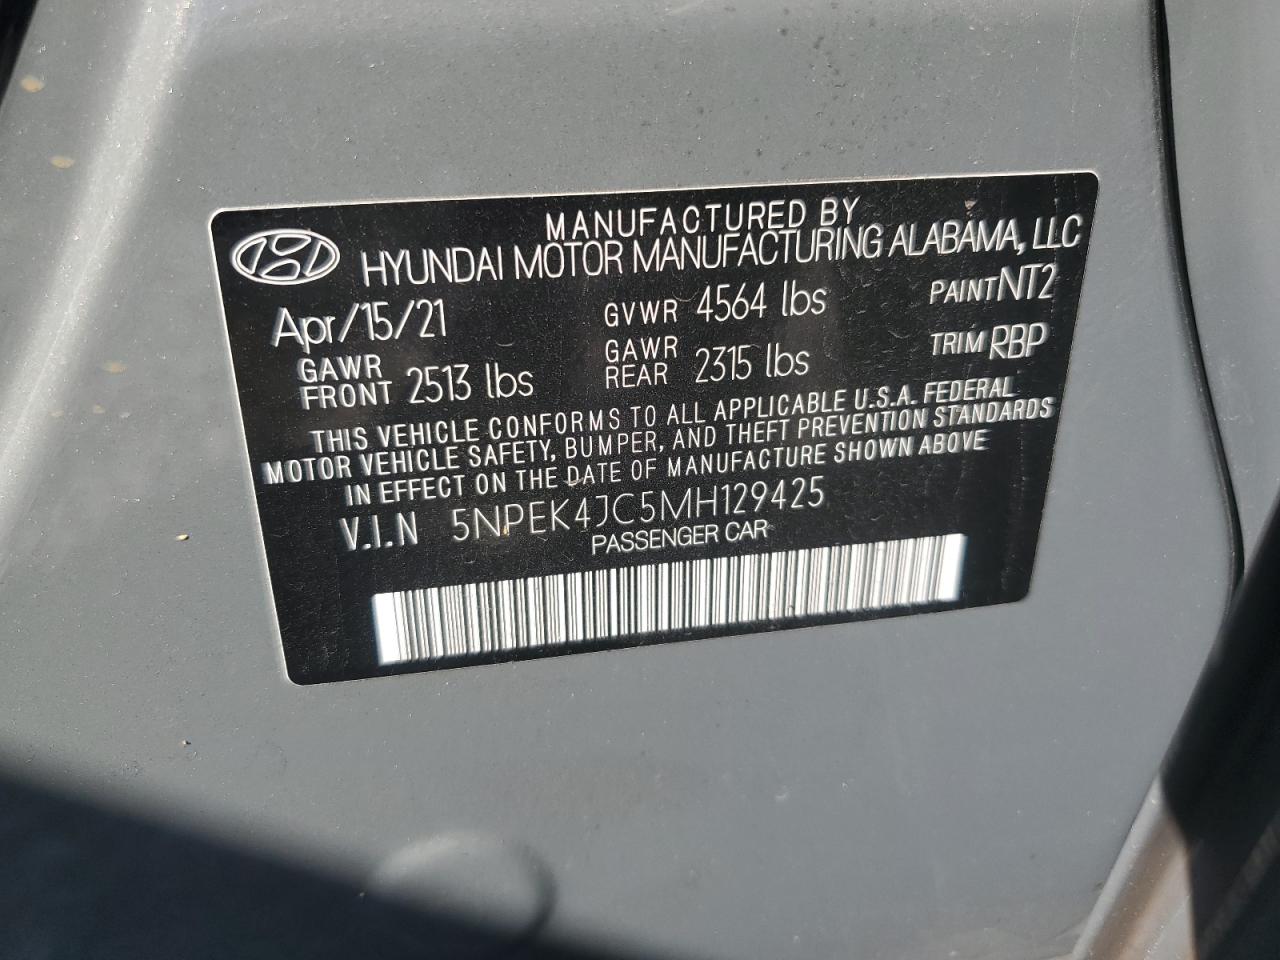 MANUFACTURED BY
HYUNDAI MOTOR MANUFACTURING ALABAMA, LLC
Apr/15/21 GVWR 4564 lbs PAINT NT2
GAWR FRONT 2513 lbs GAWR REAR 2315 lbs TRIM RBP
THIS VEHICLE CONFORMS TO ALL APPLICABLE U.S.A. FEDERAL
MOTOR VEHICLE SAFETY, BUMPER, AND THEFT PREVENTION STANDARDS
IN EFFECT ON THE DATE OF MANUFACTURE SHOWN ABOVE
V.I.N 5NPEK4JC5MH129425
PASSENGER CAR